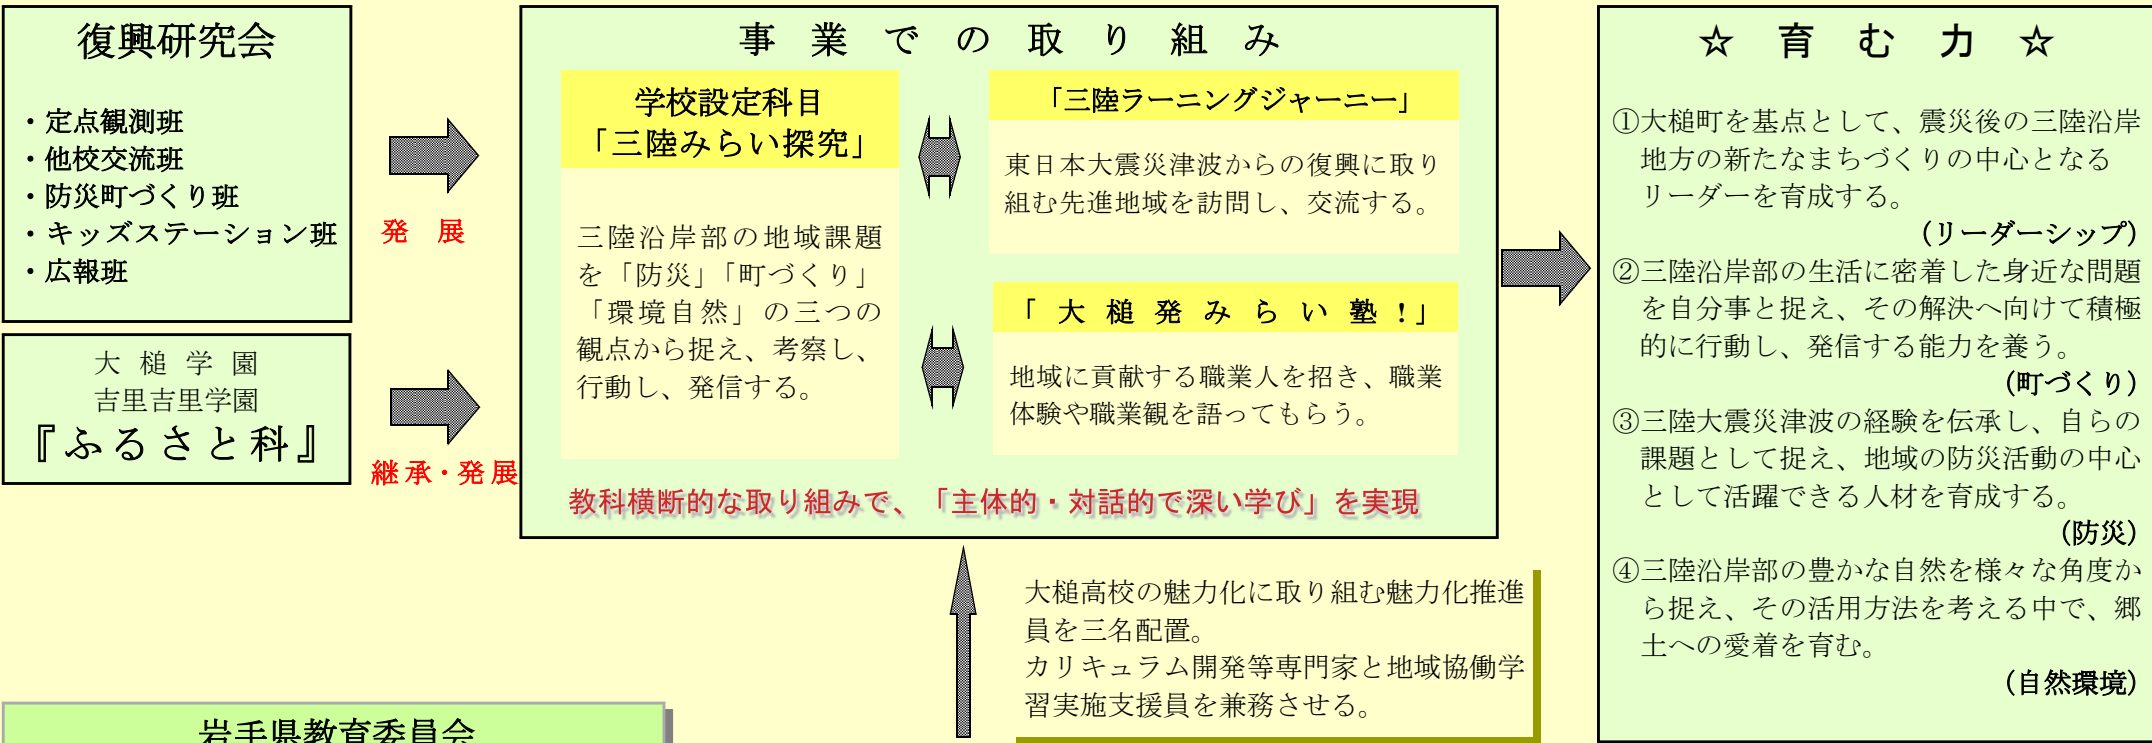 復興研究会
・定点観測班
・他校交流班
・防災町づくり班
・キッズステーション班
・広報班
発 展
大 槌 学 園
吉里吉里学園
『ふるさと科』
継承・発展
事 業 で の 取 り 組 み
学校設定科目
「三陸みらい探究」
三陸沿岸部の地域課題
を「防災」「町づくり」
「環境自然」の三つの
観点から捉え、考察し、
行動し、発信する。
「三陸ラーニングジャーニー」
東日本大震災津波からの復興に取り
組む先進地域を訪問し、交流する。
「 大 槌 発 み ら い 塾 ！」
地域に貢献する職業人を招き、職業
体験や職業観を語ってもらう。
教科横断的な取り組みで、「主体的・対話的で深い学び」を実現
大槌高校の魅力化に取り組む魅力化推進
員を三名配置。
カリキュラム開発等専門家と地域協働学
習実施支援員を兼務させる。
☆ 育 む 力 ☆
①大槌町を基点として、震災後の三陸沿岸
地方の新たなまちづくりの中心となる
リーダーを育成する。
（リーダーシップ）
②三陸沿岸部の生活に密着した身近な問題
を自分事と捉え、その解決へ向けて積極
的に行動し、発信する能力を養う。
（町づくり）
③三陸大震災津波の経験を伝承し、自らの
課題として捉え、地域の防災活動の中心
として活躍できる人材を育成する。
（防災）
④三陸沿岸部の豊かな自然を様々な角度か
ら捉え、その活用方法を考える中で、郷
土への愛着を育む。
（自然環境）
岩手県教育委員会